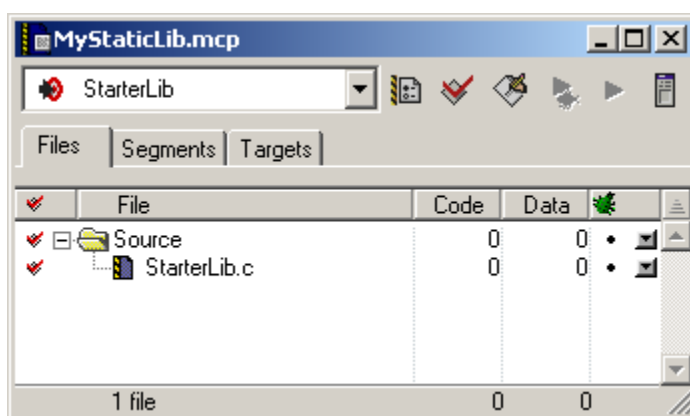 MyStaticLib.mcp
StarterLib
Files Segments Targets
File Code Data
Source 0 0
StarterLib.c 0 0
1 file 0 0